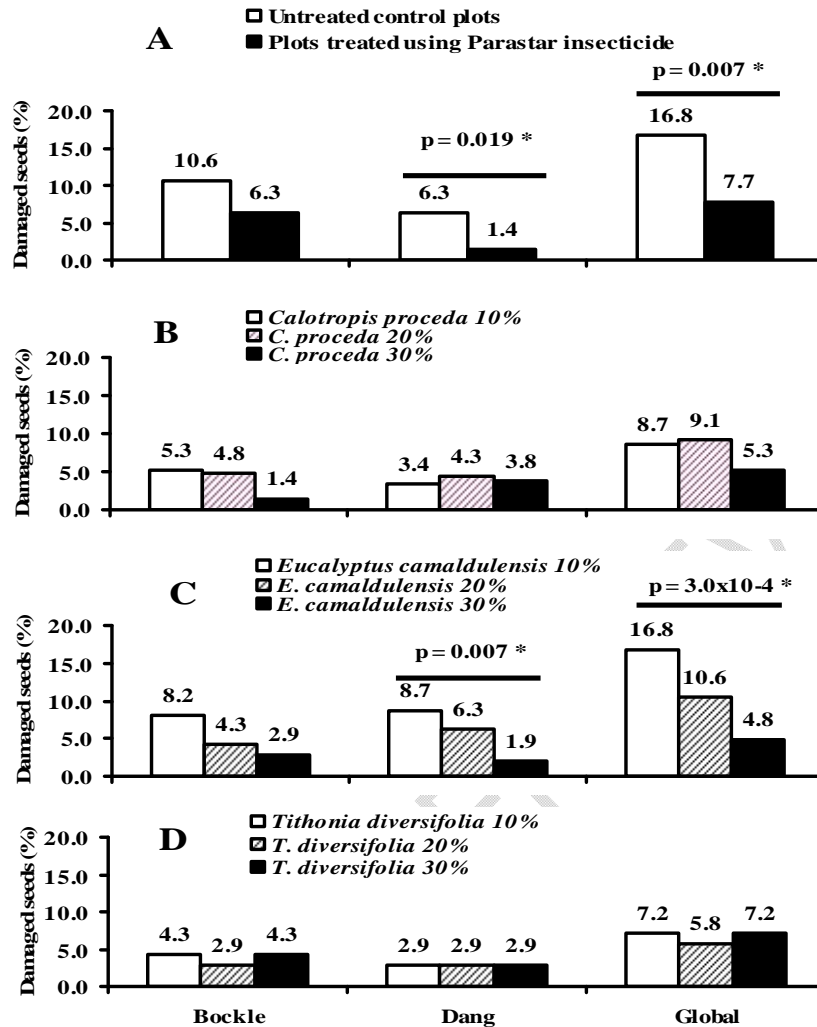 A
Untreated control plots
Plots treated using Parastar insecticide
p = 0.007 *
p = 0.019 *
Damaged seeds (%)
20.0
15.0
10.0
5.0
0.0
10.6
6.3
6.3
1.4
16.8
7.7
B
Calotropis proceda 10%
C. proceda 20%
C. proceda 30%
Damaged seeds (%)
20.0
15.0
10.0
5.0
0.0
5.3
4.8
1.4
3.4
4.3
3.8
8.7
9.1
5.3
C
Eucalyptus camaldulensis 10%
E. camaldulensis 20%
E. camaldulensis 30%
p = 3.0x10-4 *
p = 0.007 *
Damaged seeds (%)
20.0
15.0
10.0
5.0
0.0
8.2
4.3
2.9
8.7
6.3
1.9
16.8
10.6
4.8
D
Tithonia diversifolia 10%
T. diversifolia 20%
T. diversifolia 30%
Damaged seeds (%)
20.0
15.0
10.0
5.0
0.0
4.3
2.9
4.3
2.9
2.9
2.9
7.2
5.8
7.2
Bockle
Dang
Global